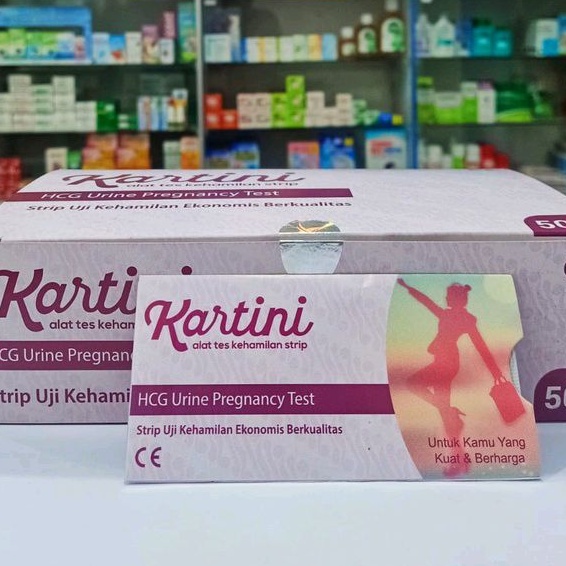 Kartini
alat tes kehamilan strip
HCG Urine Pregnancy Test
Strip Uji Kehamilan Ekonomis Berkualitas
50
Karti
alat tes keham
CG Urine Pregnan
trip Uji Kehami
50
Kartini
alat tes kehamilan strip
HCG Urine Pregnancy Test
Strip Uji Kehamilan Ekonomis Berkualitas
CE
Untuk Kamu Yang
Kuat & Berharga